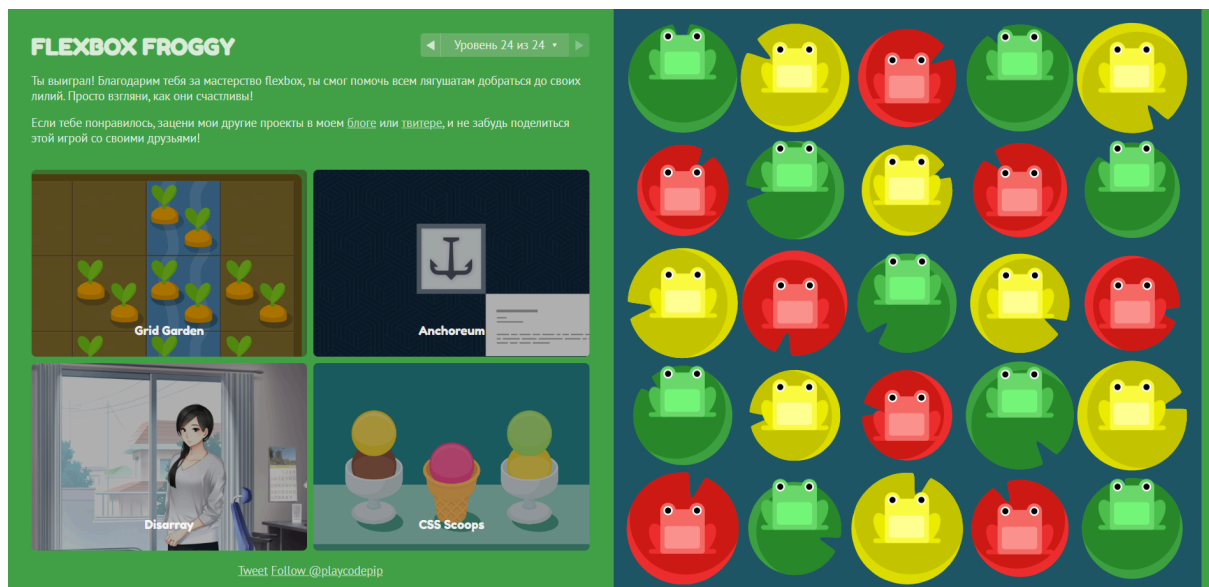 FLEXBOX FROGGY
Уровень 24 из 24
Ты выиграл! Благодарим тебя за мастерство flexbox, ты смог помочь всем лягушатам добраться до своих
лилий. Просто взгляни, как они счастливы!
Если тебе понравилось, зацени мои другие проекты в моем блоге или твитере, и не забудь поделиться
этой игрой со своими друзьями!
Grid Garden
Anchoreum
Disarray
CSS Scoops
Tweet Follow @playcodepip